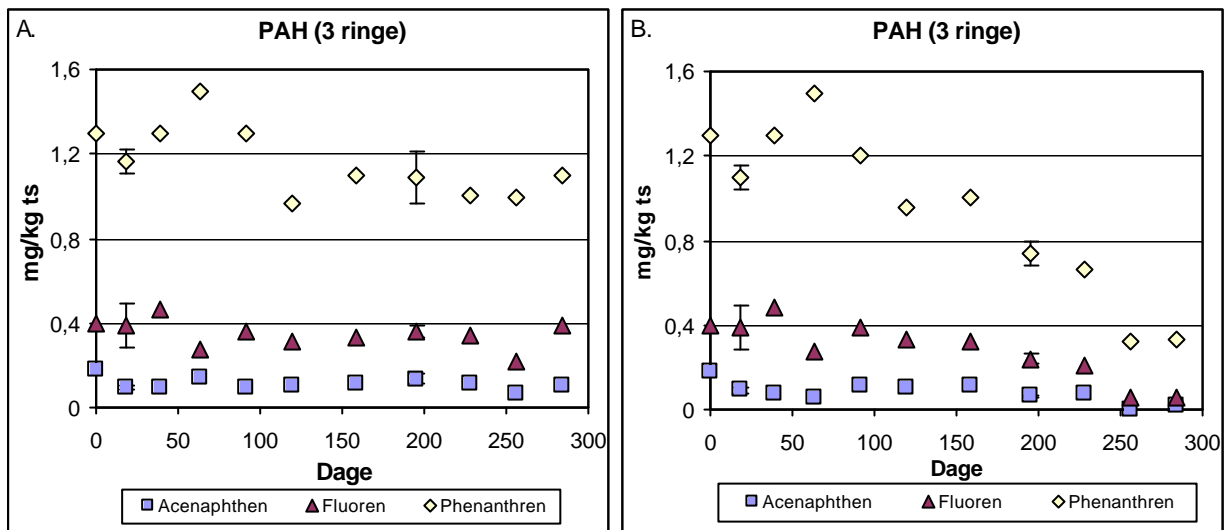 A.
PAH (3 ringe)
1,6
1,2
0,8
0,4
0
mg/kg ts
0 50 100 150 200 250 300
Dage
Acenaphthen Fluoren Phenanthren
B.
PAH (3 ringe)
1,6
1,2
0,8
0,4
0
mg/kg ts
0 50 100 150 200 250 300
Dage
Acenaphthen Fluoren Phenanthren